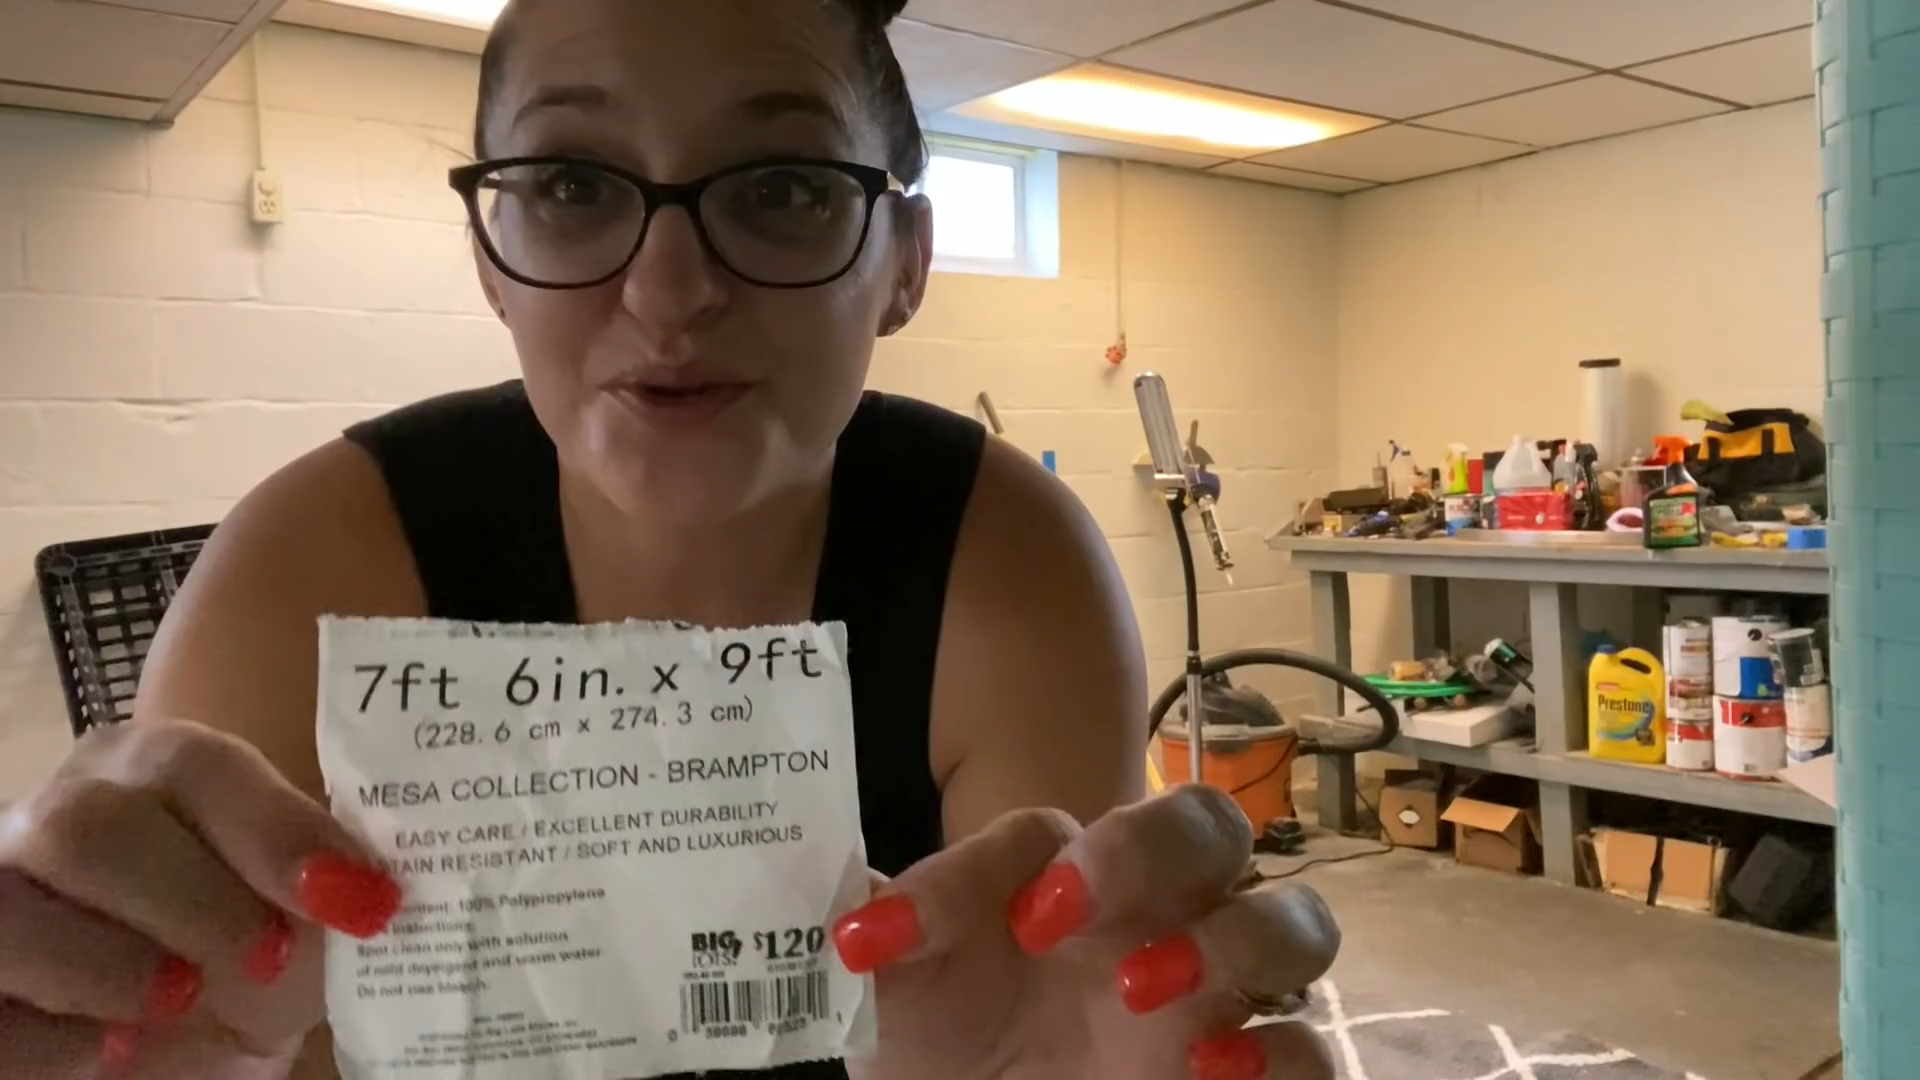 7ft 6in. x 9ft
(228.6 cm x 274.3 cm)
MESA COLLECTION - BRAMPTON
EASY CARE / EXCELLENT DURABILITY
TAIN RESISTANT / SOFT AND LUXURIOUS
100% Polypropylene
Instructions:
Spot clean only with solution
of mild detergent and warm water.
Do not use bleach.
BIG LOTS! $120
Prestone